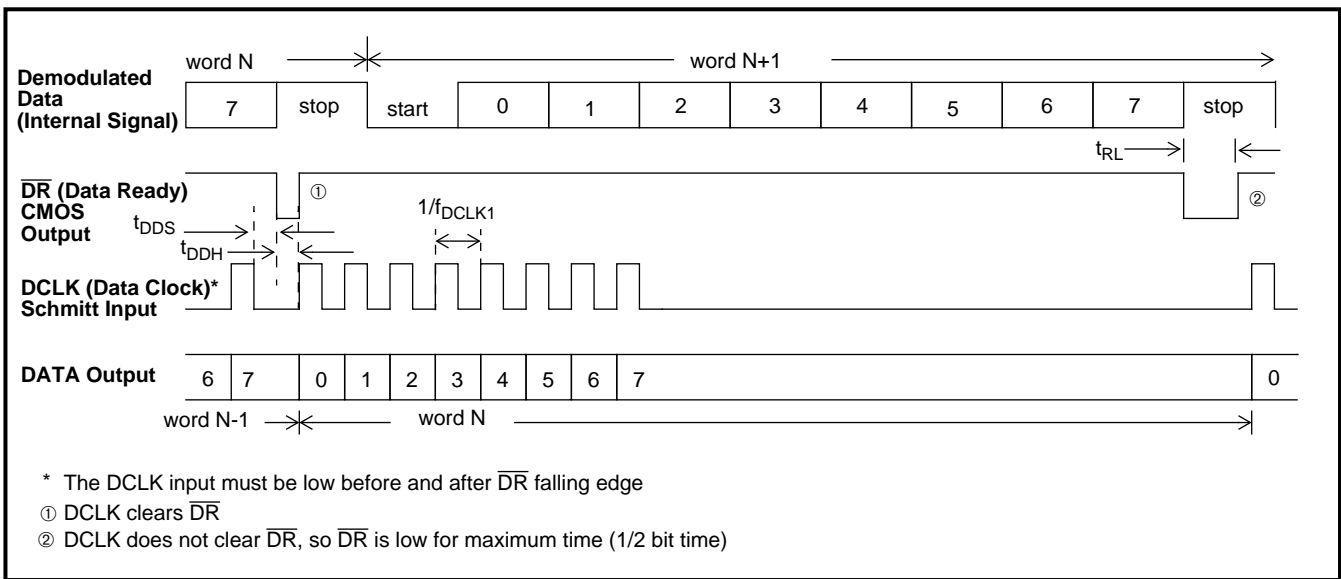 word N word N+1
Demodulated
Data
(Internal Signal)
7 stop start 0 1 2 3 4 5 6 7 stop
tRL
DR (Data Ready)
CMOS
Output
① ②
tDDS
tDDH
1/fDCLK1
DCLK (Data Clock)*
Schmitt Input
DATA Output 6 7 0 1 2 3 4 5 6 7 0
word N-1 word N
* The DCLK input must be low before and after DR falling edge
① DCLK clears DR
② DCLK does not clear DR, so DR is low for maximum time (1/2 bit time)